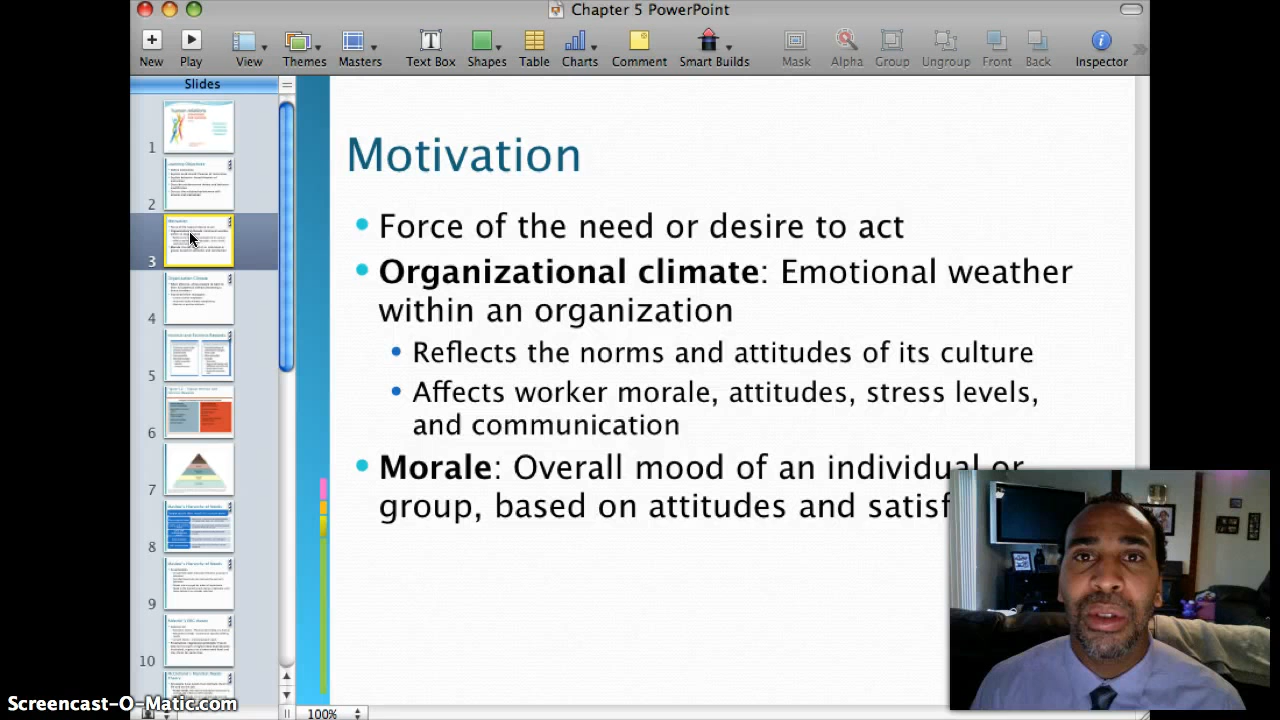 Chapter 5 PowerPoint
New Play View Themes Masters Text Box Shapes Table Charts Comment Smart Builds Mask Alpha Group Ungroup Front Back Inspector
Slides
1
2
3
4
5
6
7
8
9
10
Motivation
Force of the need or desire to act
Organizational climate: Emotional weather
within an organization
Reflects the norms and attitudes of its culture
Affects worker morale, attitudes, stress levels,
and communication
Morale: Overall mood of an individual or
group, based on attitudes and satisf
100%
Screencast-O-Matic.com